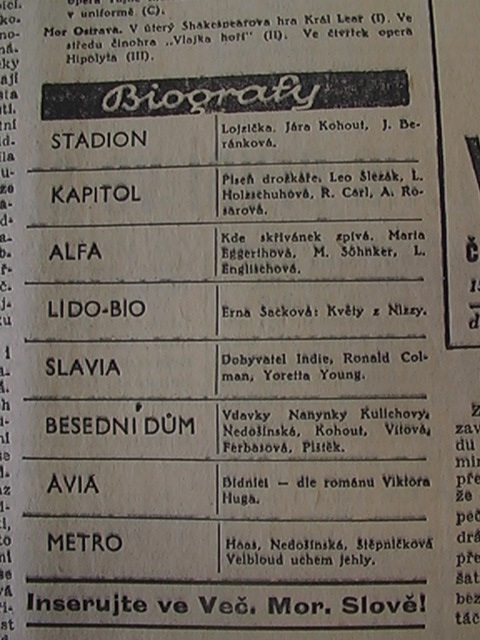 v uniformě (C).
Mor Ostrava. V úterý Shakespearova hra Král Lear (I). Ve
středu činohra „Vlajka hoří" (II). Ve čtvrtek opera
Hipolyta (III).
Biografy
STADION
Lojzička. Jára Kohout, J. Be-
ránková.
KAPITOL
Píseň drožkáře. Leo Slezák, L.
Holzschuhová, R. Carl, A. Ro-
sarová.
ALFA
Kde skřivánek zpívá. Marta
Eggerthová, M. Söhnker, L.
Englischová.
LIDO-BIO
Erna Sacková: Květy z Nizzy.
SLAVIA
Dobyvatel Indie, Ronald Col-
man, Yoretta Young.
BESEDNÍ DŮM
Vdavky Nanynky Kulichovy,
Nedošinská, Kohout, Vítová,
Ferbasová, Pištěk.
AVIA
Bídníci — dle románu Viktora
Huga.
METRO
Haas, Nedošínská, Štěpničková
Velbloud uchem jehly.
Inserujte ve Več. Mor. Slově!